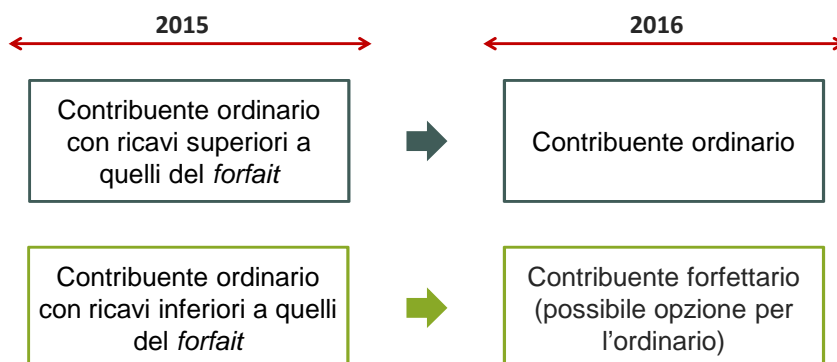 2015
2016
Contribuente ordinario
con ricavi superiori a
quelli del forfait
Contribuente ordinario
Contribuente ordinario
con ricavi inferiori a quelli
del forfait
Contribuente forfettario
(possibile opzione per
l'ordinario)